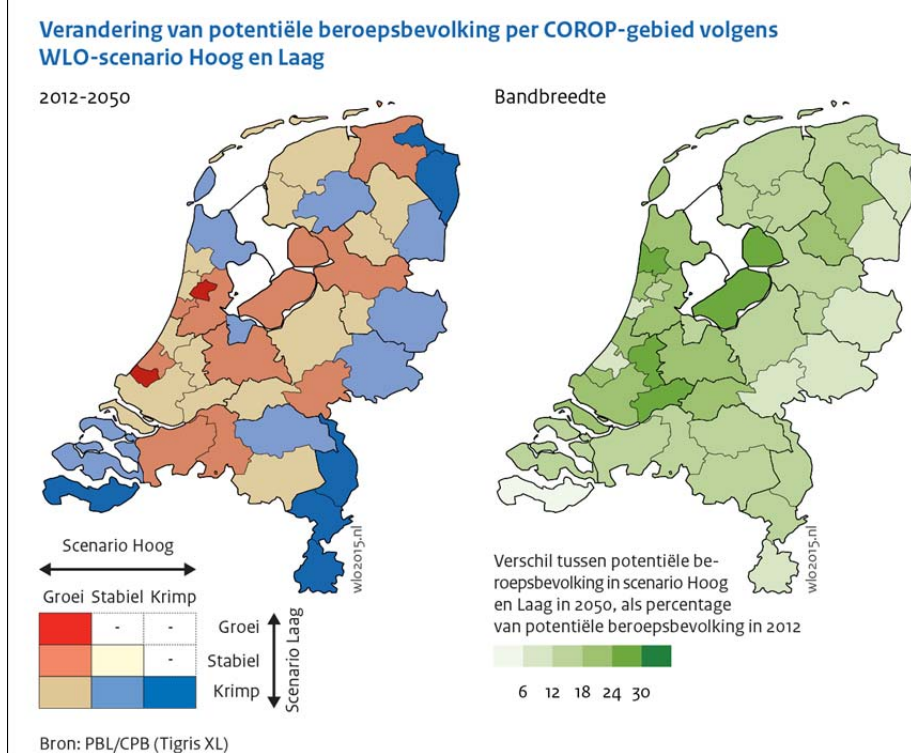 Verandering van potentiële beroepsbevolking per COROP-gebied volgens
WLO-scenario Hoog en Laag
2012-2050
Bandbreedte
wlo2015.nl
wlo2015.nl
Scenario Hoog
Groei Stabiel Krimp
- - Groei
- Stabiel
Krimp
Scenario Laag
Verschil tussen potentiële be-
roepsbevolking in scenario Hoog
en Laag in 2050, als percentage
van potentiële beroepsbevolking in 2012
6 12 18 24 30
Bron: PBL/CPB (Tigris XL)